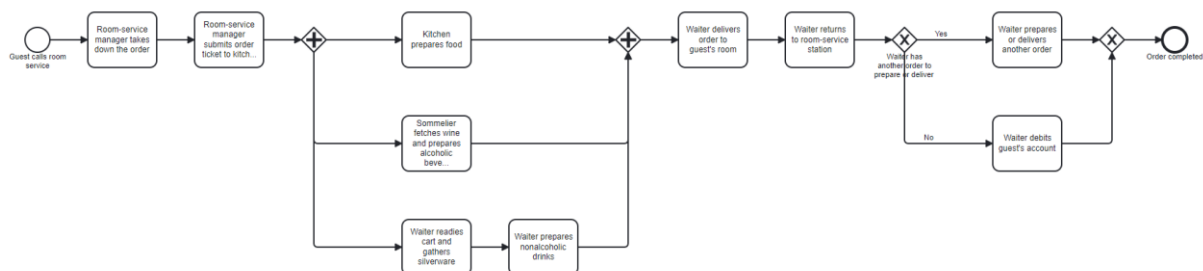 Guest calls room
service
Room-service
manager takes
down the order
Room-service
manager
submits order
ticket to kitch...
Kitchen
prepares food
Sommelier
fetches wine
and prepares
alcoholic
beve...
Waiter readies
cart and
gathers
silverware
Waiter prepares
nonalcoholic
drinks
Waiter delivers
order to
guest's room
Waiter returns
to room-service
station
Waiter has
another order to
prepare or deliver
Yes
Waiter prepares
or delivers
another order
No
Waiter debits
guest's account
Order completed